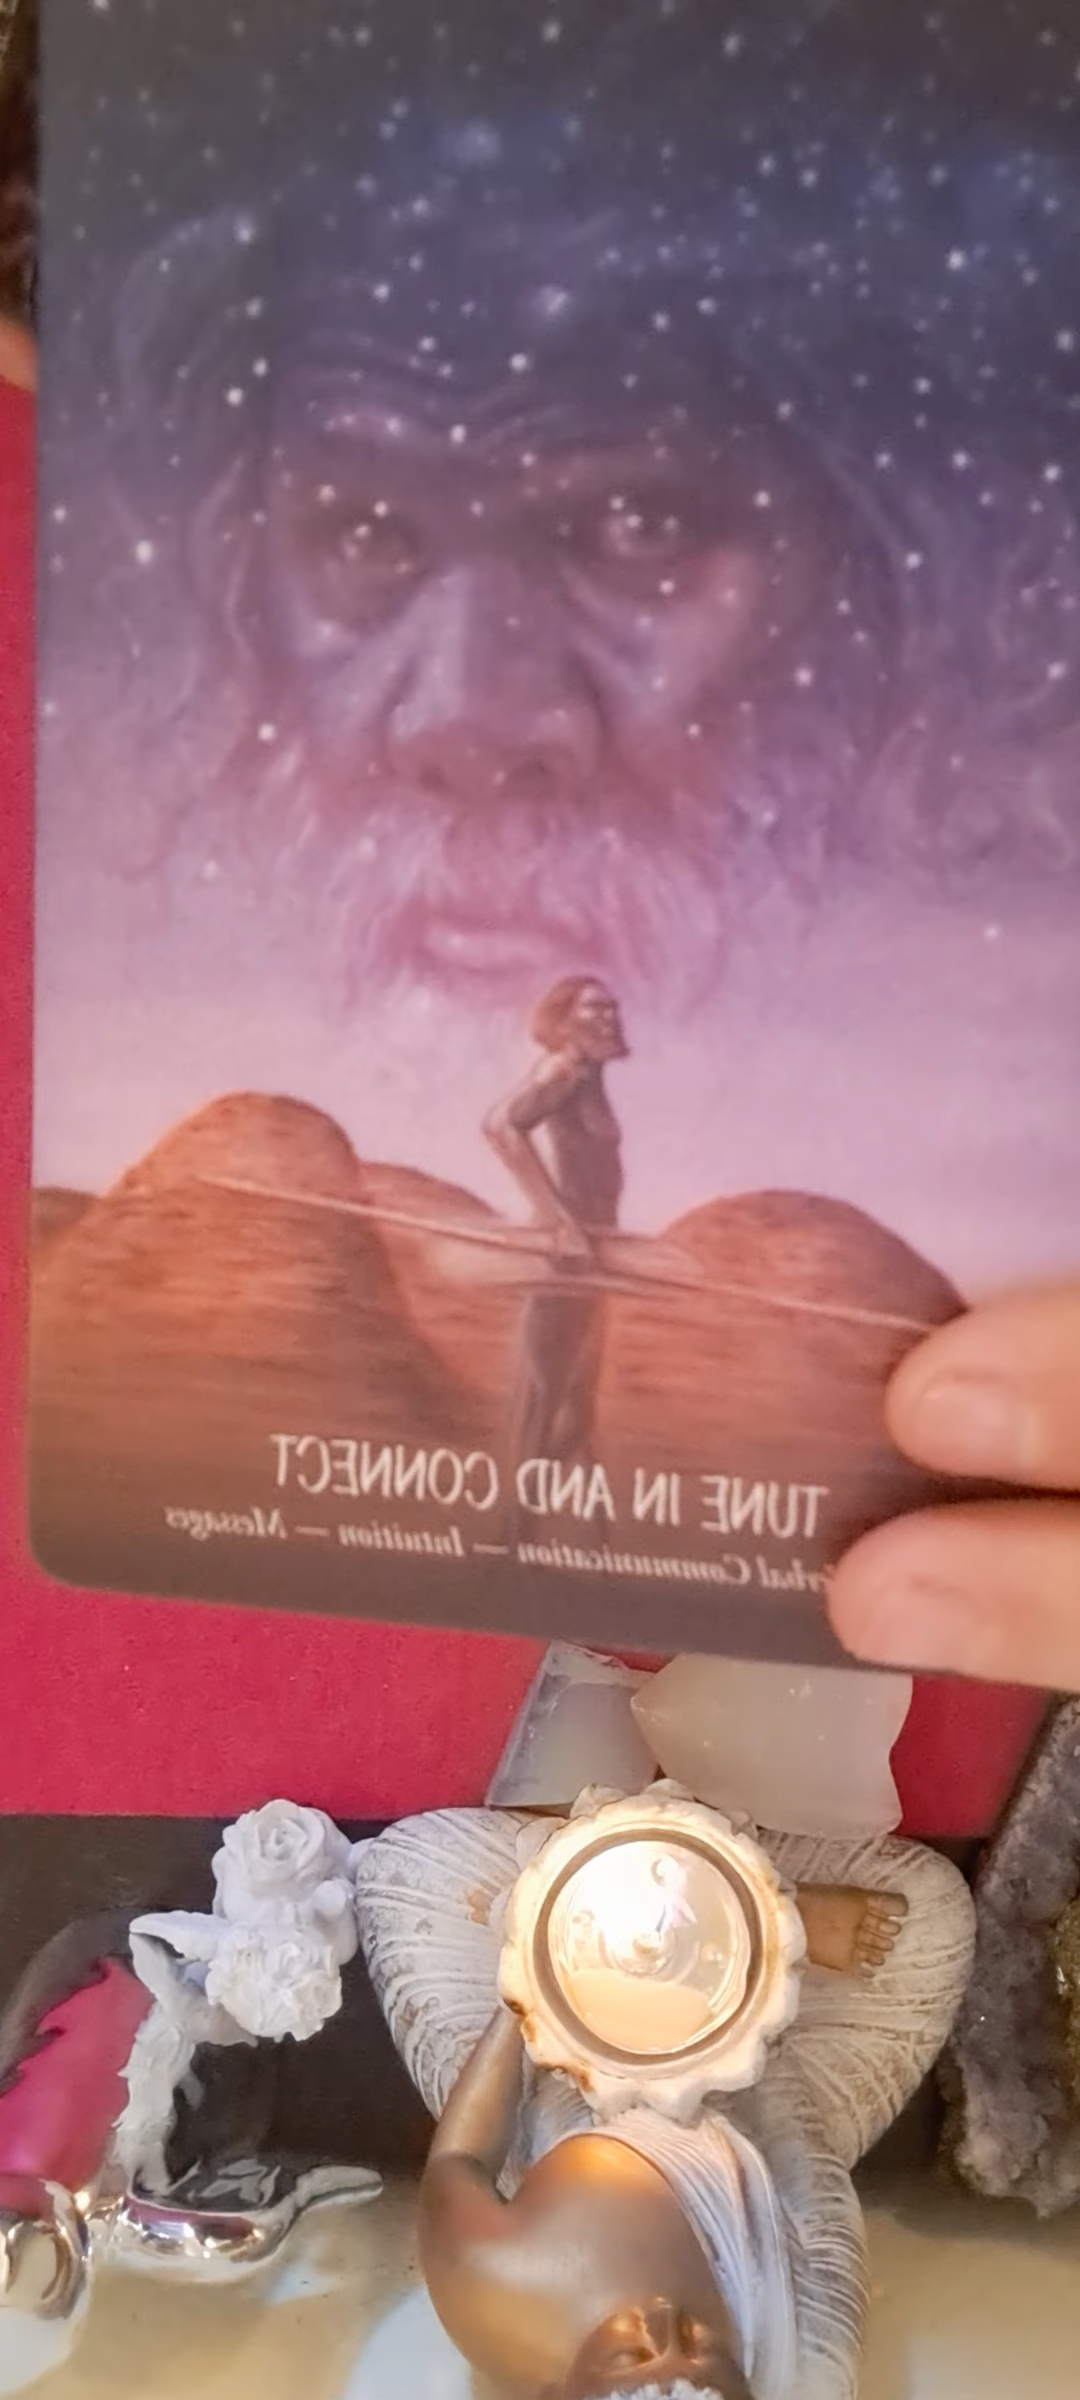 TUNE IN AND CONNECT
Communication — Intuition — Messages